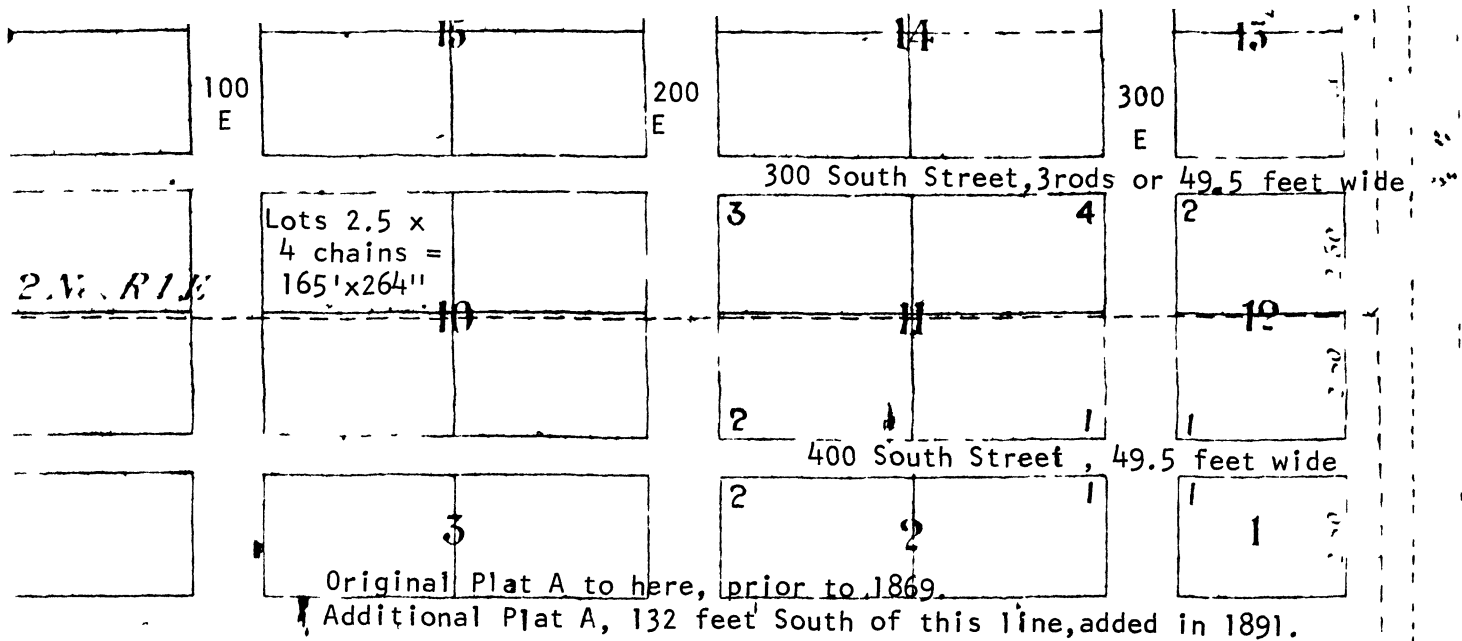 15 14 13
100 200 300
E E E
300 South Street, 3rods or 49.5 feet wide
3 4 2
Lots 2.5 x
4 chains =
165'x264"
2.N. R1E
10 11 12
2 1 1
400 South Street , 49.5 feet wide
2 1 1
3 2 1
Original Plat A to here, prior to 1869.
Additional Plat A, 132 feet South of this line,added in 1891.